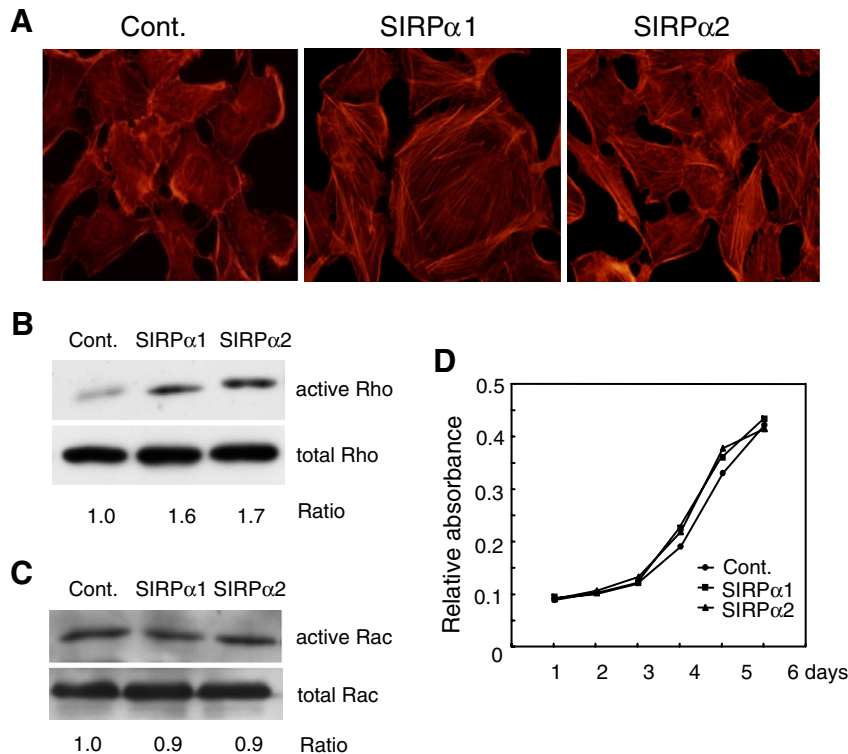 A
Cont. SIRPα1 SIRPα2
B
Cont. SIRPα1 SIRPα2
active Rho
total Rho
1.0 1.6 1.7 Ratio
C
Cont. SIRPα1 SIRPα2
active Rac
total Rac
1.0 0.9 0.9 Ratio
D
Relative absorbance
0.5
0.4
0.3
0.2
0.1
0
Cont.
SIRPα1
SIRPα2
1 2 3 4 5 6 days